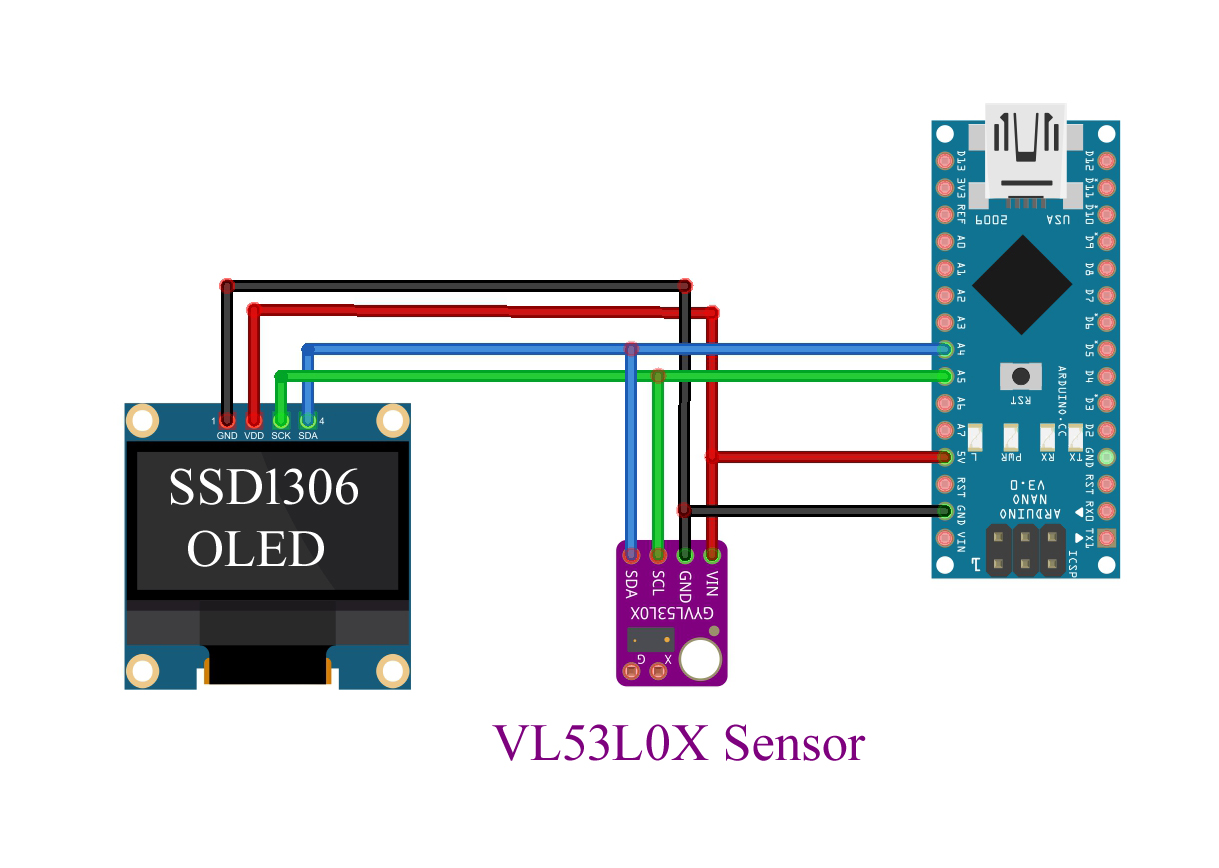 1
GND VDD SCK SDA
4
SSD1306
OLED
SDA
SCL
GND
VIN
GYVL53L0X
G
X
VL53L0X Sensor
D13
3V3
REF
A0
A1
A2
A3
A4
A5
A6
A7
5V
RST
GND
VIN
D12
D11*
D10*
D9*
D8
D7
D6*
D5*
D4
D3*
D2
GND
RST
RX0
TX1
USA
2009
RST
ARDUINO.CC
TX
RX
PWR
L
ARDUINO
NANO
V3.0
ICSP
1